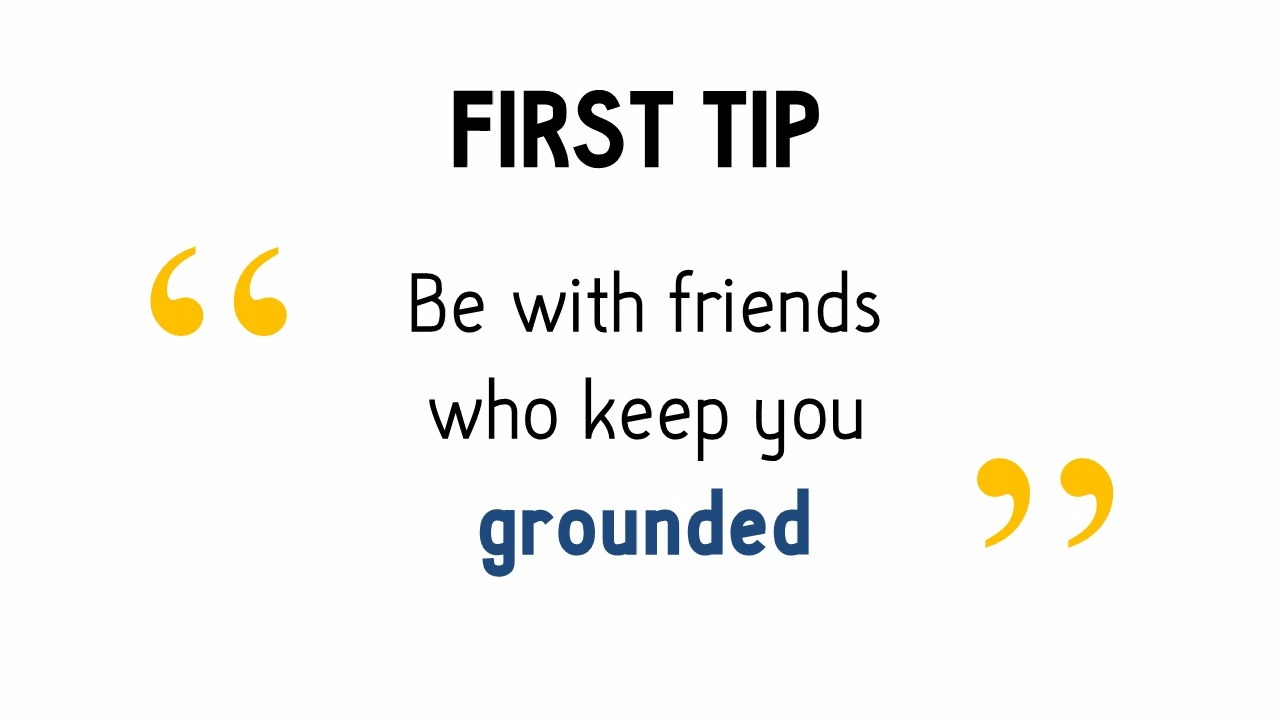 FIRST TIP
“ Be with friends
who keep you
grounded ”